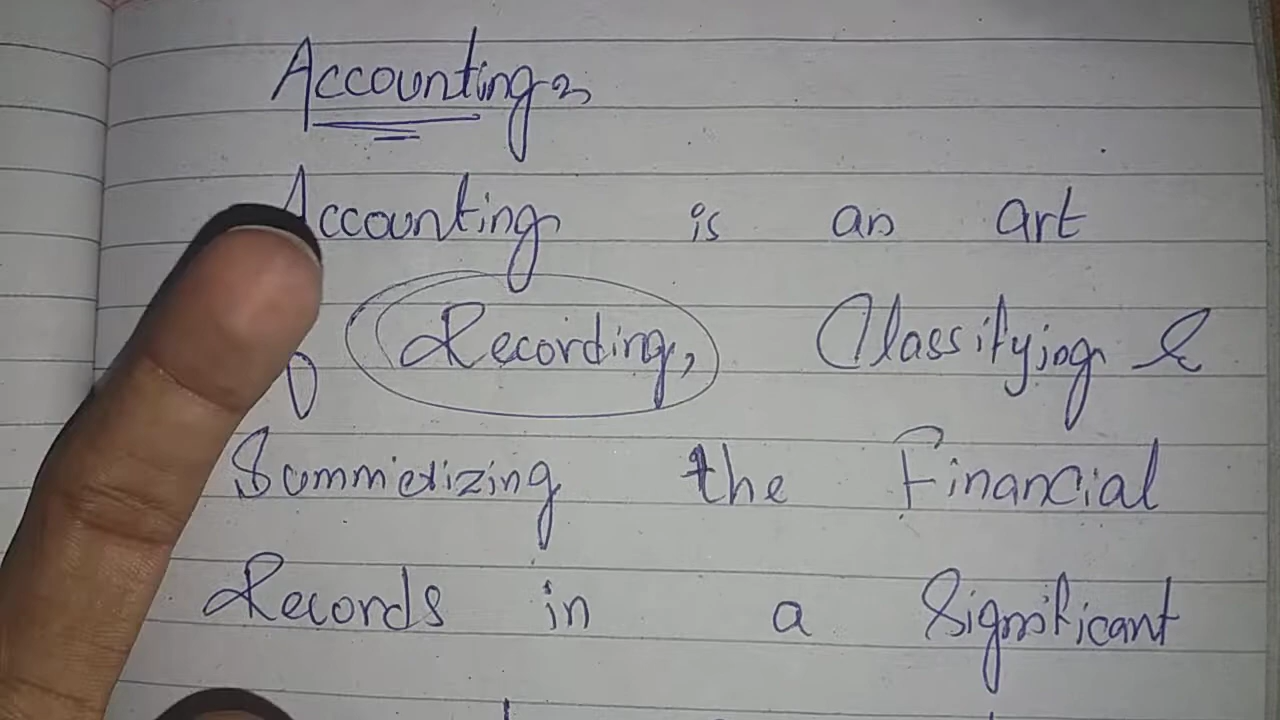 Accounting:
Accounting is an art
Recording, Classifying &
Summerizing the Financial
Records in a Significant